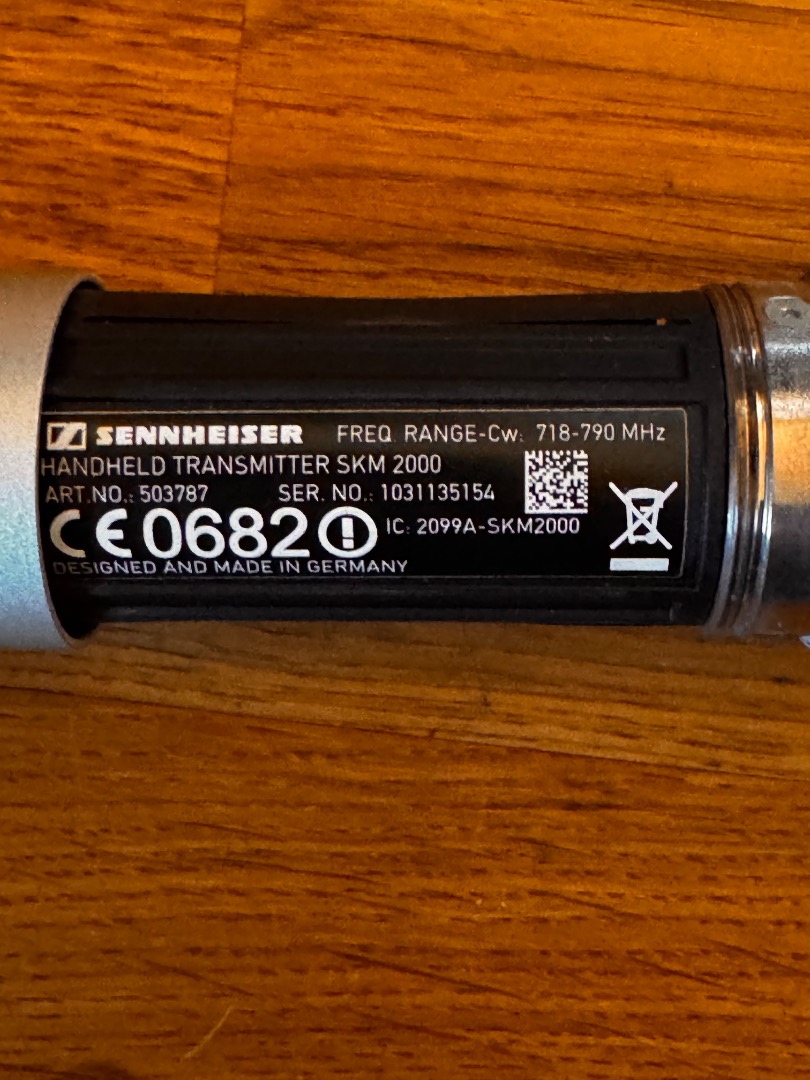 SENNHEISER FREQ. RANGE-Cw: 718-790 MHz
HANDHELD TRANSMITTER SKM 2000
ART.NO.: 503787 SER. NO.: 1031135154
CE0682 IC: 2099A-SKM2000
DESIGNED AND MADE IN GERMANY